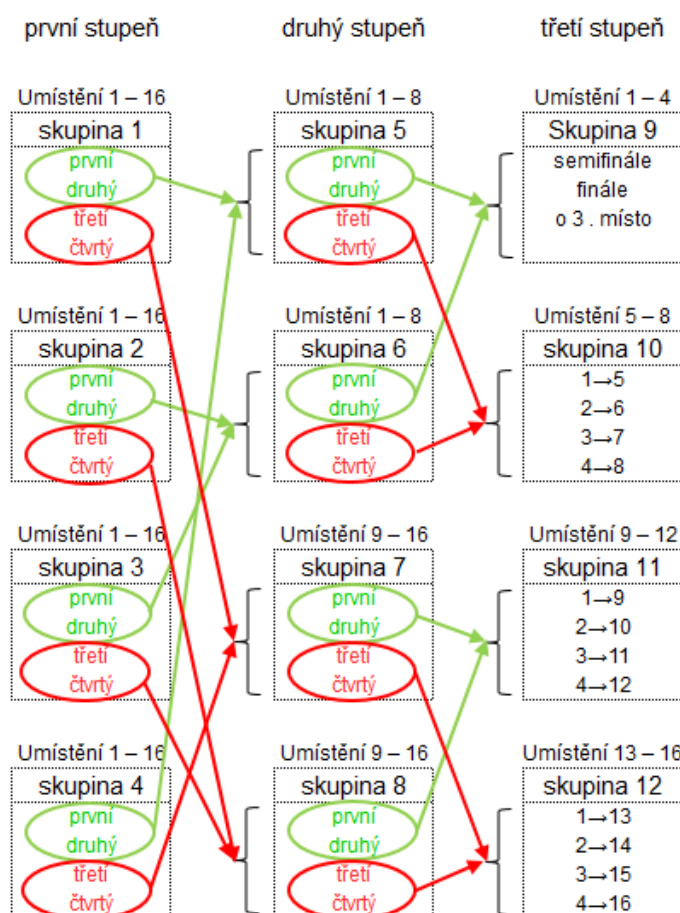 první stupeň
druhý stupeň
třetí stupeň
Umístění 1 – 16
skupina 1
první
druhý
třetí
čtvrtý
Umístění 1 – 8
skupina 5
první
druhý
třetí
čtvrtý
Umístění 1 – 4
Skupina 9
semifinále
finále
o 3 . místo
Umístění 1 – 16
skupina 2
první
druhý
třetí
čtvrtý
Umístění 1 – 8
skupina 6
první
druhý
třetí
čtvrtý
Umístění 5 – 8
skupina 10
1→5
2→6
3→7
4→8
Umístění 1 – 16
skupina 3
první
druhý
třetí
čtvrtý
Umístění 9 – 16
skupina 7
první
druhý
třetí
čtvrtý
Umístění 9 – 12
skupina 11
1→9
2→10
3→11
4→12
Umístění 1 – 16
skupina 4
první
druhý
třetí
čtvrtý
Umístění 9 – 16
skupina 8
první
druhý
třetí
čtvrtý
Umístění 13 – 16
skupina 12
1→13
2→14
3→15
4→16